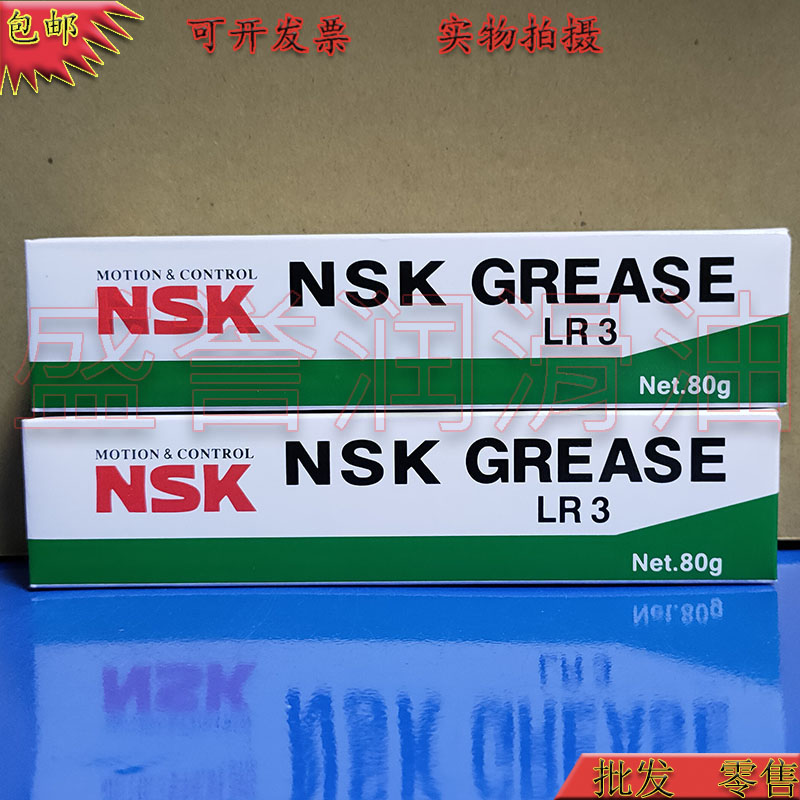 包邮
可开发票 实物拍摄
MOTION & CONTROL
NSK
NSK GREASE
LR 3
Net.80g
盛誉润滑油
MOTION & CONTROL
NSK
NSK GREASE
LR 3
Net.80g
批发 零售